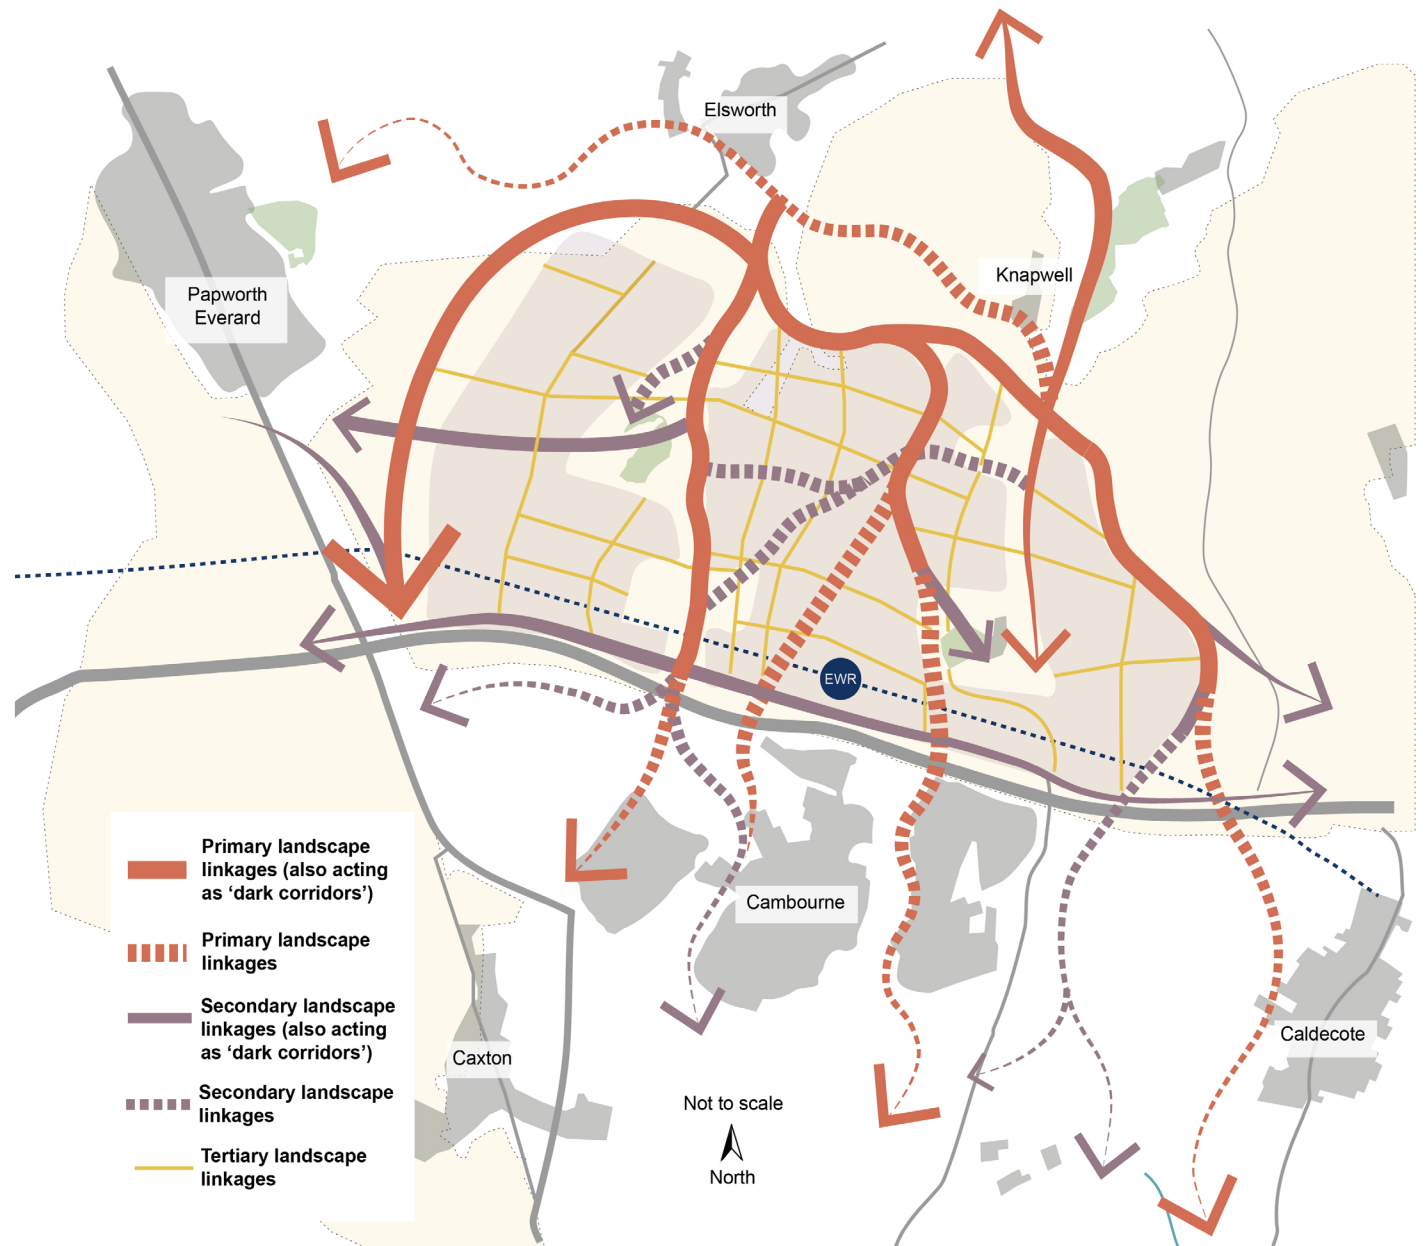 Elsworth
Knapwell
Papworth
Everard
EWR
Cambourne
Caldecote
Caxton
Primary landscape
linkages (also acting
as ‘dark corridors’)
Primary landscape
linkages
Secondary landscape
linkages (also acting
as ‘dark corridors’)
Secondary landscape
linkages
Tertiary landscape
linkages
Not to scale
North